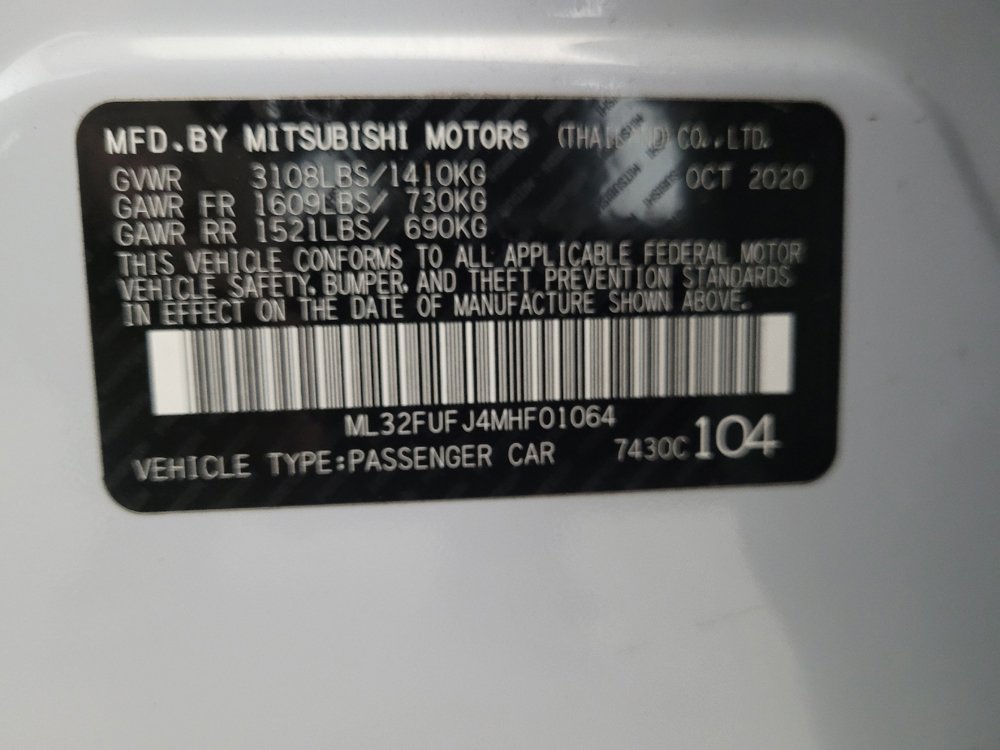 MFD.BY MITSUBISHI MOTORS (THAILAND) CO.,LTD.
GVWR 3108LBS/1410KG OCT 2020
GAWR FR 1609LBS/ 730KG
GAWR RR 1521LBS/ 690KG
THIS VEHICLE CONFORMS TO ALL APPLICABLE FEDERAL MOTOR
VEHICLE SAFETY, BUMPER, AND THEFT PREVENTION STANDARDS
IN EFFECT ON THE DATE OF MANUFACTURE SHOWN ABOVE.
ML32FUFJ4MHF01064
VEHICLE TYPE:PASSENGER CAR 7430C 104